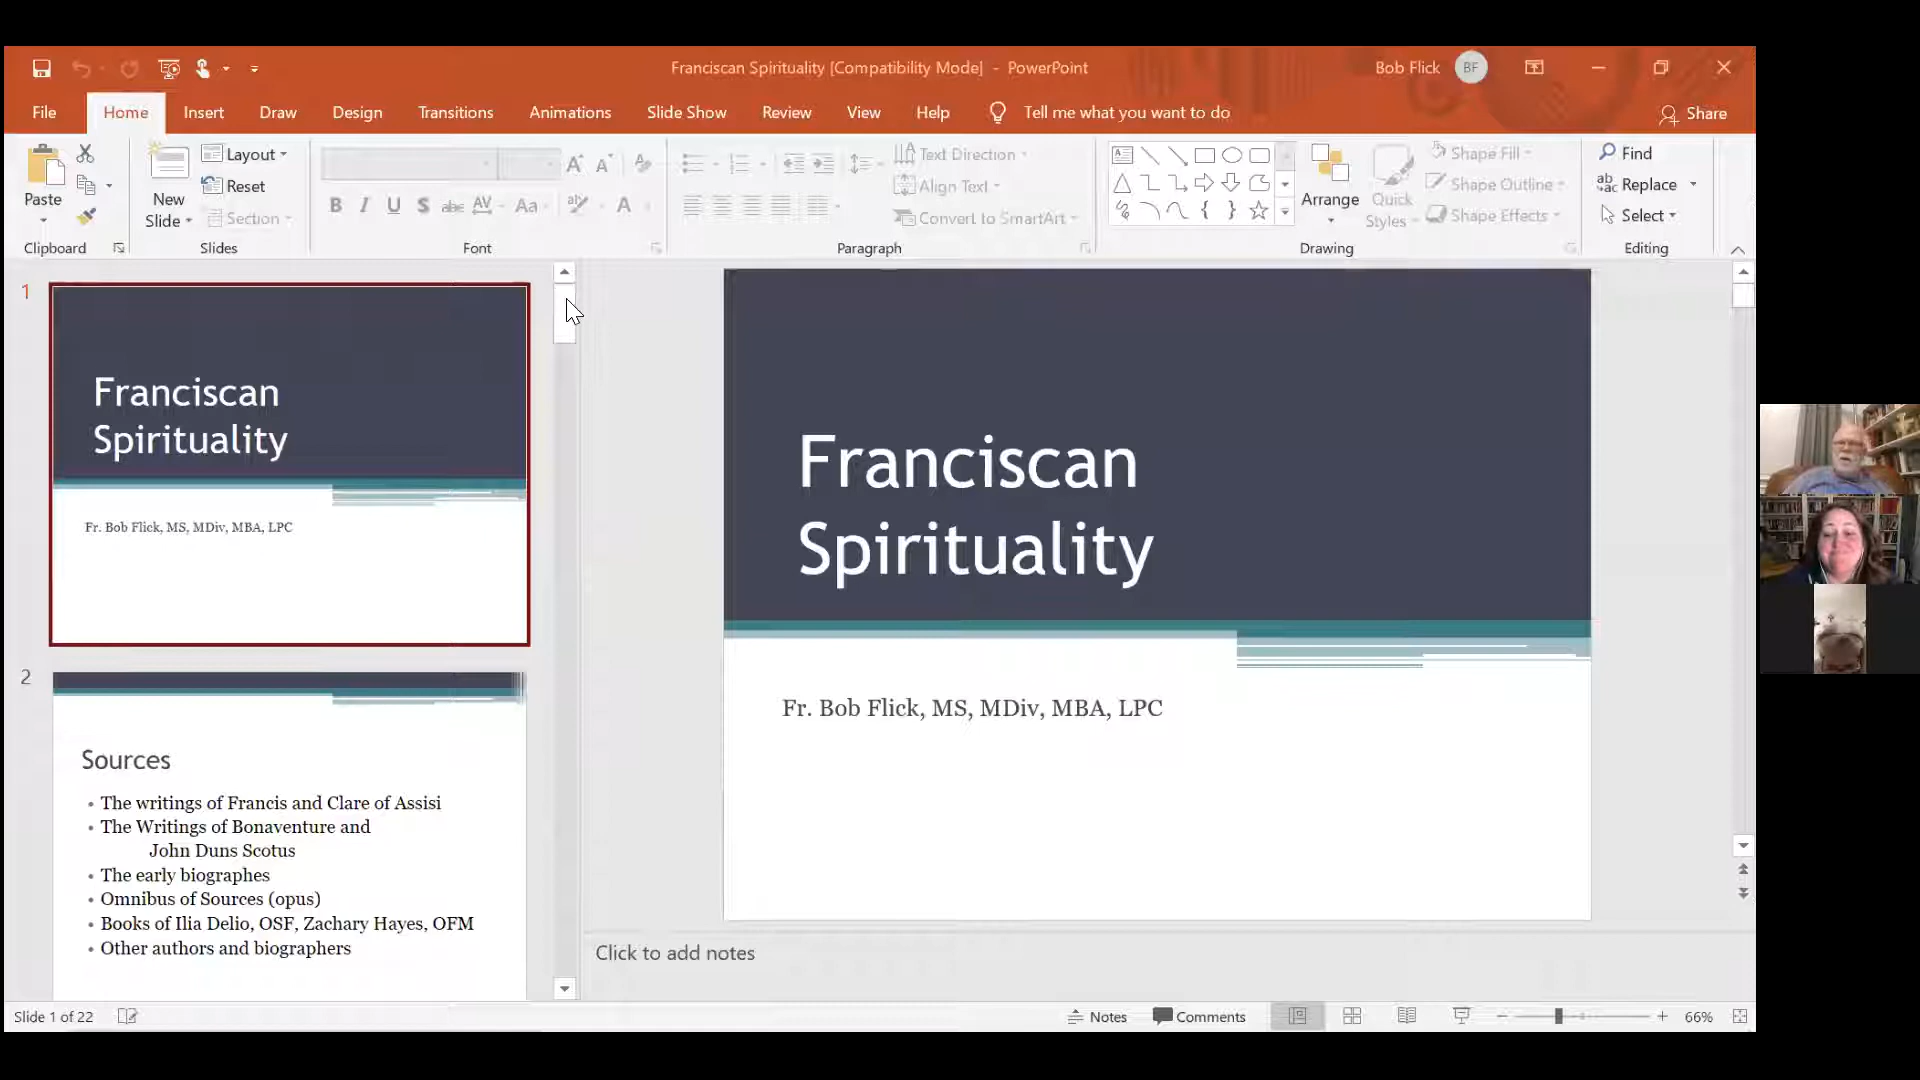 Franciscan Spirituality [Compatibility Mode] - PowerPoint
Bob Flick BF
File Home Insert Draw Design Transitions Animations Slide Show Review View Help Tell me what you want to do Share
Paste
Clipboard
New Slide
Layout
Reset
Section
Slides
B I U S abc AV Aa A
Font
Text Direction
Align Text
Convert to SmartArt
Paragraph
Arrange
Quick Styles
Shape Fill
Shape Outline
Shape Effects
Drawing
Find
Replace
Select
Editing
1
Franciscan
Spirituality
Fr. Bob Flick, MS, MDiv, MBA, LPC
2
Sources
• The writings of Francis and Clare of Assisi
• The Writings of Bonaventure and
John Duns Scotus
• The early biographes
• Omnibus of Sources (opus)
• Books of Ilia Delio, OSF, Zachary Hayes, OFM
• Other authors and biographers
Franciscan
Spirituality
Fr. Bob Flick, MS, MDiv, MBA, LPC
Click to add notes
Slide 1 of 22 Notes Comments 66%